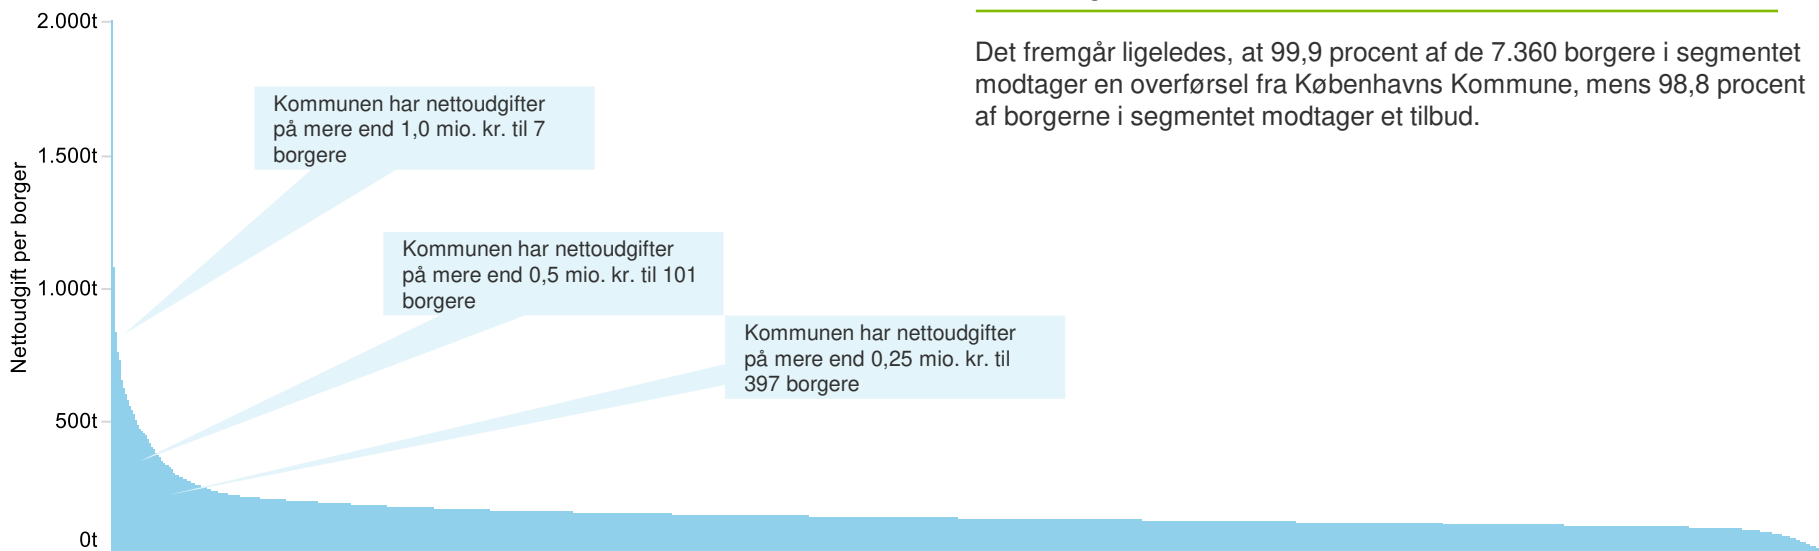 2.000t
1.500t
1.000t
500t
0t
Nettoudgift per borger
Kommunen har nettoudgifter
på mere end 1,0 mio. kr. til 7
borgere
Kommunen har nettoudgifter
på mere end 0,5 mio. kr. til 101
borgere
Kommunen har nettoudgifter
på mere end 0,25 mio. kr. til
397 borgere
Det fremgår ligeledes, at 99,9 procent af de 7.360 borgere i segmentet
modtager en overførsel fra Københavns Kommune, mens 98,8 procent
af borgerne i segmentet modtager et tilbud.